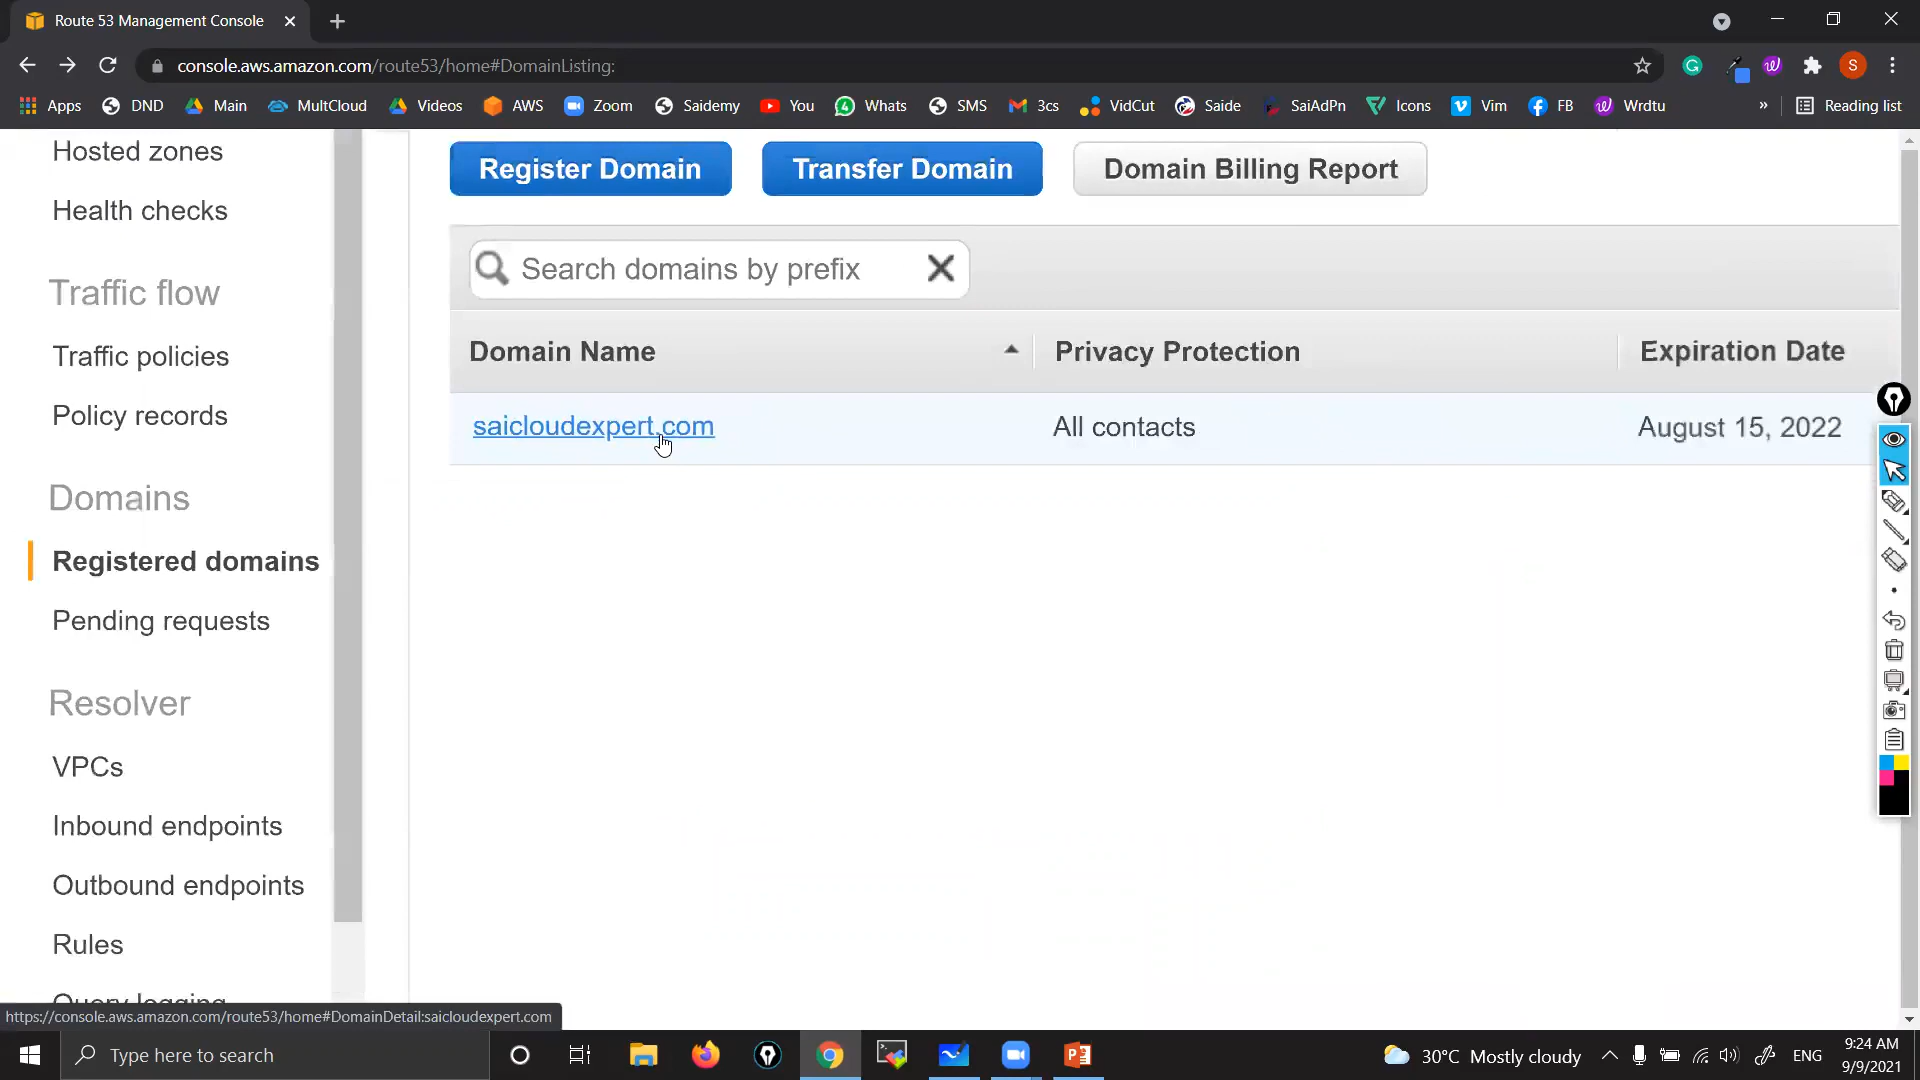 Route 53 Management Console
console.aws.amazon.com/route53/home#DomainListing:
S
Apps DND Main MultCloud Videos AWS Zoom Saidemy You Whats SMS 3cs VidCut Saide SaiAdPn Icons Vim FB Wrdtu » Reading list
Hosted zones
Health checks
Traffic flow
Traffic policies
Policy records
Domains
Registered domains
Pending requests
Resolver
VPCs
Inbound endpoints
Outbound endpoints
Rules
Query logging
Register Domain Transfer Domain Domain Billing Report
Search domains by prefix
Domain Name Privacy Protection Expiration Date
saicloudexpert.com All contacts August 15, 2022
https://console.aws.amazon.com/route53/home#DomainDetail:saicloudexpert.com
Type here to search
30°C Mostly cloudy
ENG
9:24 AM
9/9/2021